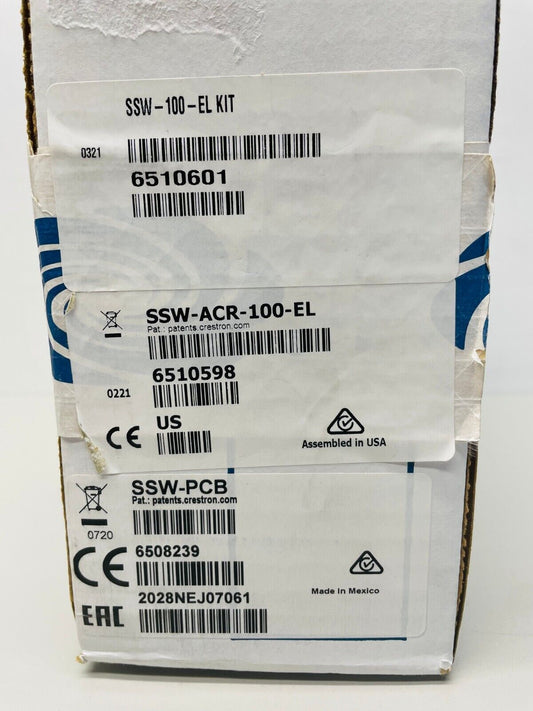 SSW-100-EL KIT
0321
6510601
SSW-ACR-100-EL
Pat.: patents.crestron.com
6510598
0221
US
CE
Assembled in USA
SSW-PCB
Pat.: patents.crestron.com
0720
6508239
CE
Made in Mexico
2028NEJ07061
EAC